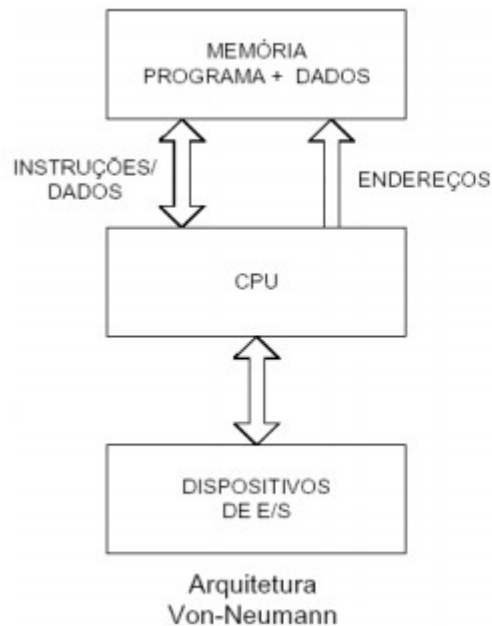 MEMÓRIA
PROGRAMA + DADOS
INSTRUÇÕES/
DADOS
ENDEREÇOS
CPU
DISPOSITIVOS
DE E/S
Arquitetura
Von-Neumann